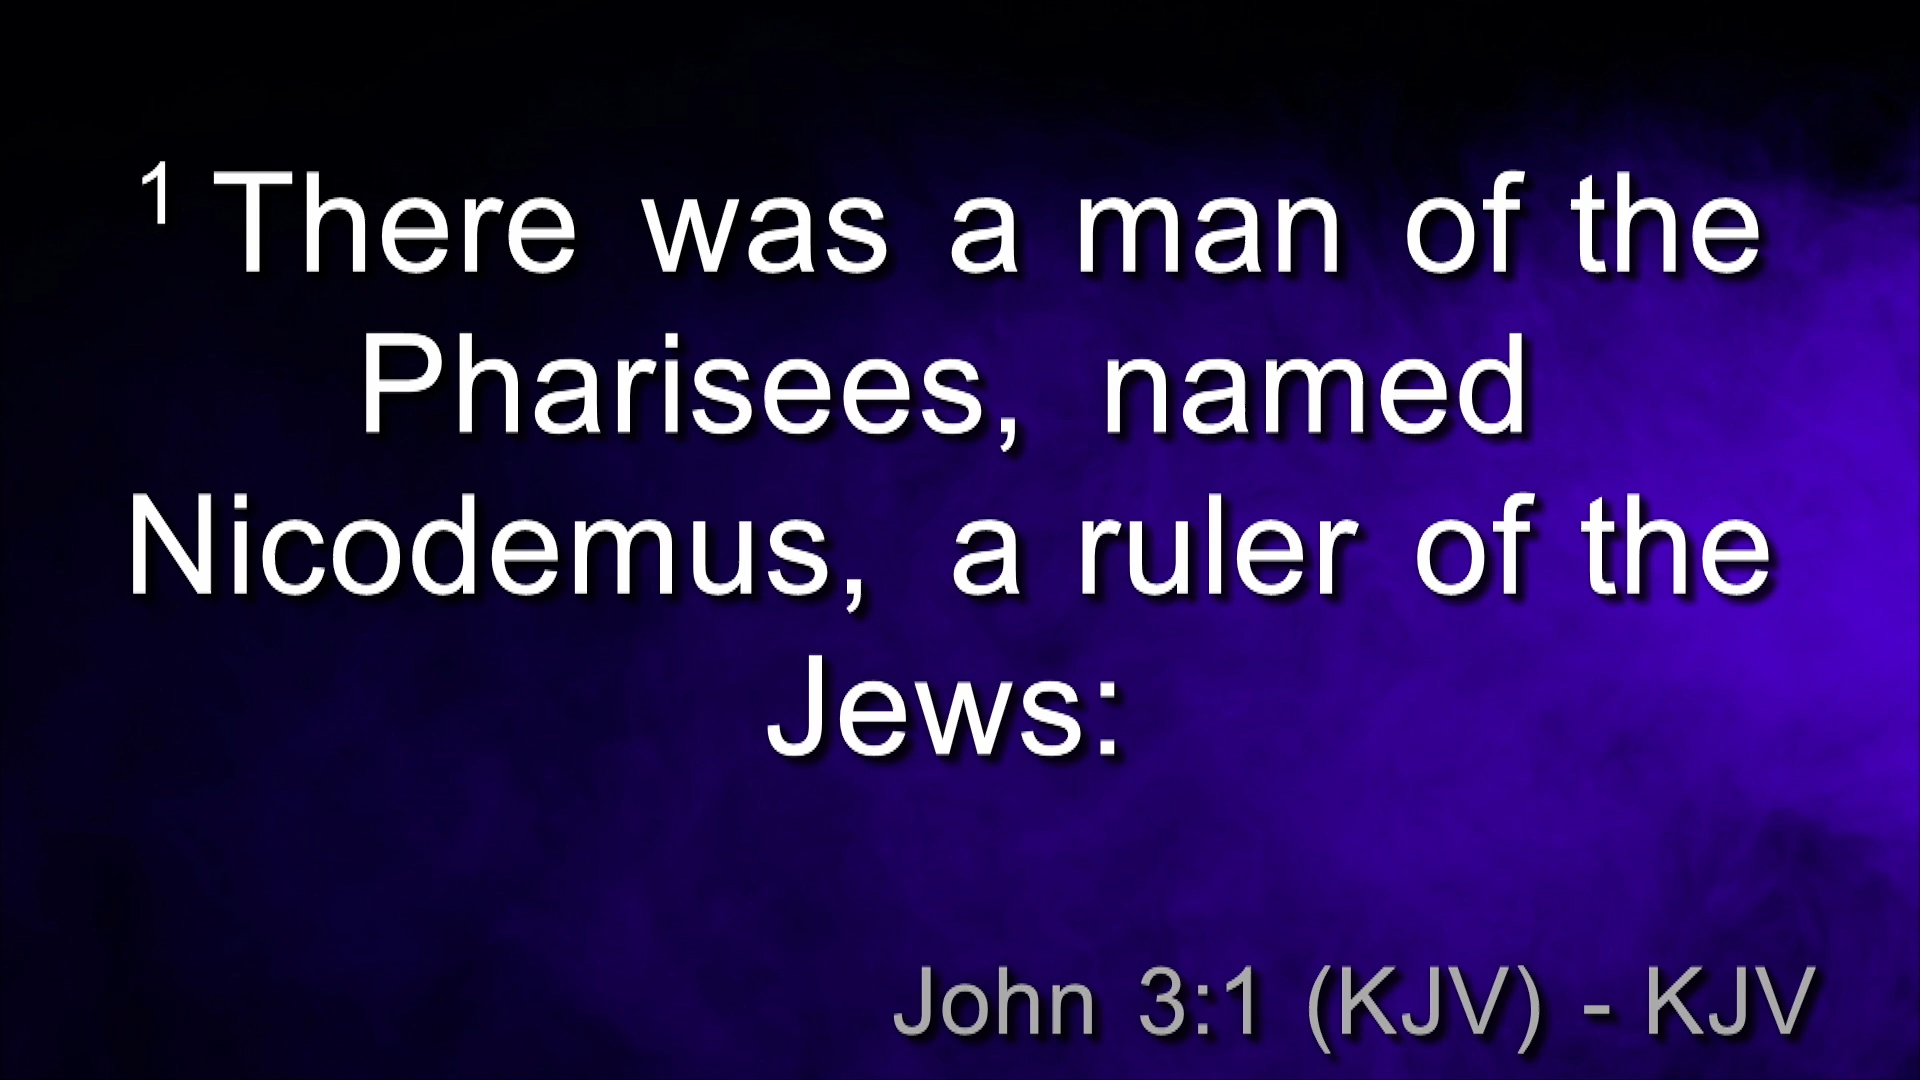 1 There was a man of the
Pharisees, named
Nicodemus, a ruler of the
Jews:
John 3:1 (KJV) - KJV